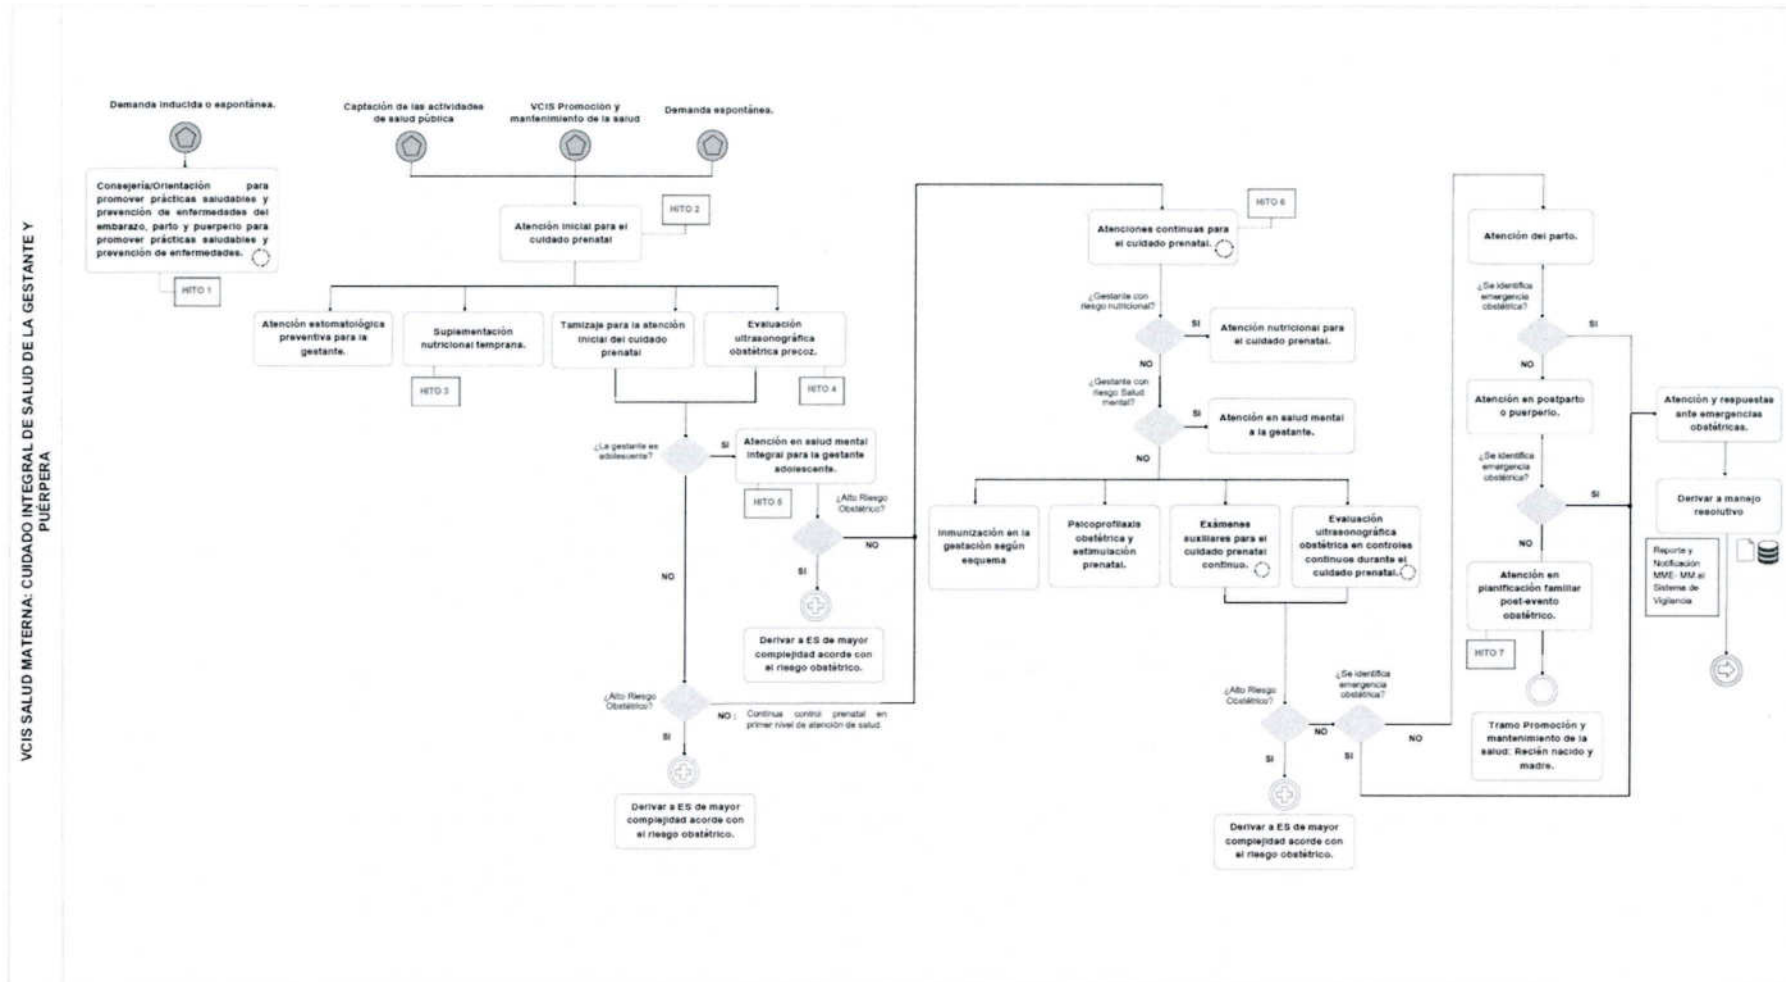 VCIS SALUD MATERNA: CUIDADO INTEGRAL DE SALUD DE LA GESTANTE Y
PUÉRPERA
Demanda inducida o espontánea.
Consejería/Orientación para
promover prácticas saludables y
prevención de enfermedades del
embarazo, parto y puerperio para
promover prácticas saludables y
prevención de enfermedades.
HITO 1
Captación de las actividades
de salud pública
VCIS Promoción y
mantenimiento de la salud
Demanda espontánea.
HITO 2
Atención inicial para el
cuidado prenatal
Atención estomatológica
preventiva para la
gestante.
Suplementación
nutricional temprana.
HITO 3
Tamizaje para la atención
inicial del cuidado
prenatal
Evaluación
ultrasonográfica
obstétrica precoz.
HITO 4
¿La gestante es
adolescente?
SI
Atención en salud mental
integral para la gestante
adolescente.
HITO 5
¿Alto Riesgo
Obstétrico?
NO
SI
NO
Derivar a ES de mayor
complejidad acorde con
el riesgo obstétrico.
¿Alto Riesgo
Obstétrico?
NO : Continua control prenatal en
primer nivel de atención de salud.
SI
Derivar a ES de mayor
complejidad acorde con
el riesgo obstétrico.
HITO 6
Atenciones continuas para
el cuidado prenatal.
¿Gestante con
riesgo nutricional?
SI
Atención nutricional para
el cuidado prenatal.
NO
¿Gestante con
riesgo Salud
mental?
SI
Atención en salud mental
a la gestante.
NO
Inmunización en la
gestación según
esquema
Psicoprofilaxis
obstétrica y
estimulación
prenatal.
Exámenes
auxiliares para el
cuidado prenatal
continuo.
Evaluación
ultrasonográfica
obstétrica en controles
continuos durante el
cuidado prenatal.
¿Alto Riesgo
Obstétrico?
NO
SI
¿Se identifica
emergencia
obstétrica?
NO
SI
Derivar a ES de mayor
complejidad acorde con
el riesgo obstétrico.
Atención del parto.
¿Se identifica
emergencia
obstétrica?
SI
NO
Atención en postparto
o puerperio.
¿Se identifica
emergencia
obstétrica?
SI
NO
Atención en
planificación familiar
post-evento
obstétrico.
HITO 7
Tramo Promoción y
mantenimiento de la
salud: Recién nacido y
madre.
Atención y respuestas
ante emergencias
obstétricas.
Derivar a manejo
resolutivo
Reporte y
Notificación
MME- MM al
Sistema de
Vigilancia